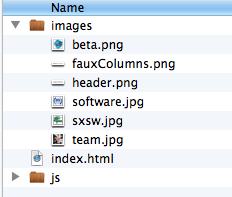 Name
images
beta.png
fauxColumns.png
header.png
software.jpg
sxsw.jpg
team.jpg
index.html
js